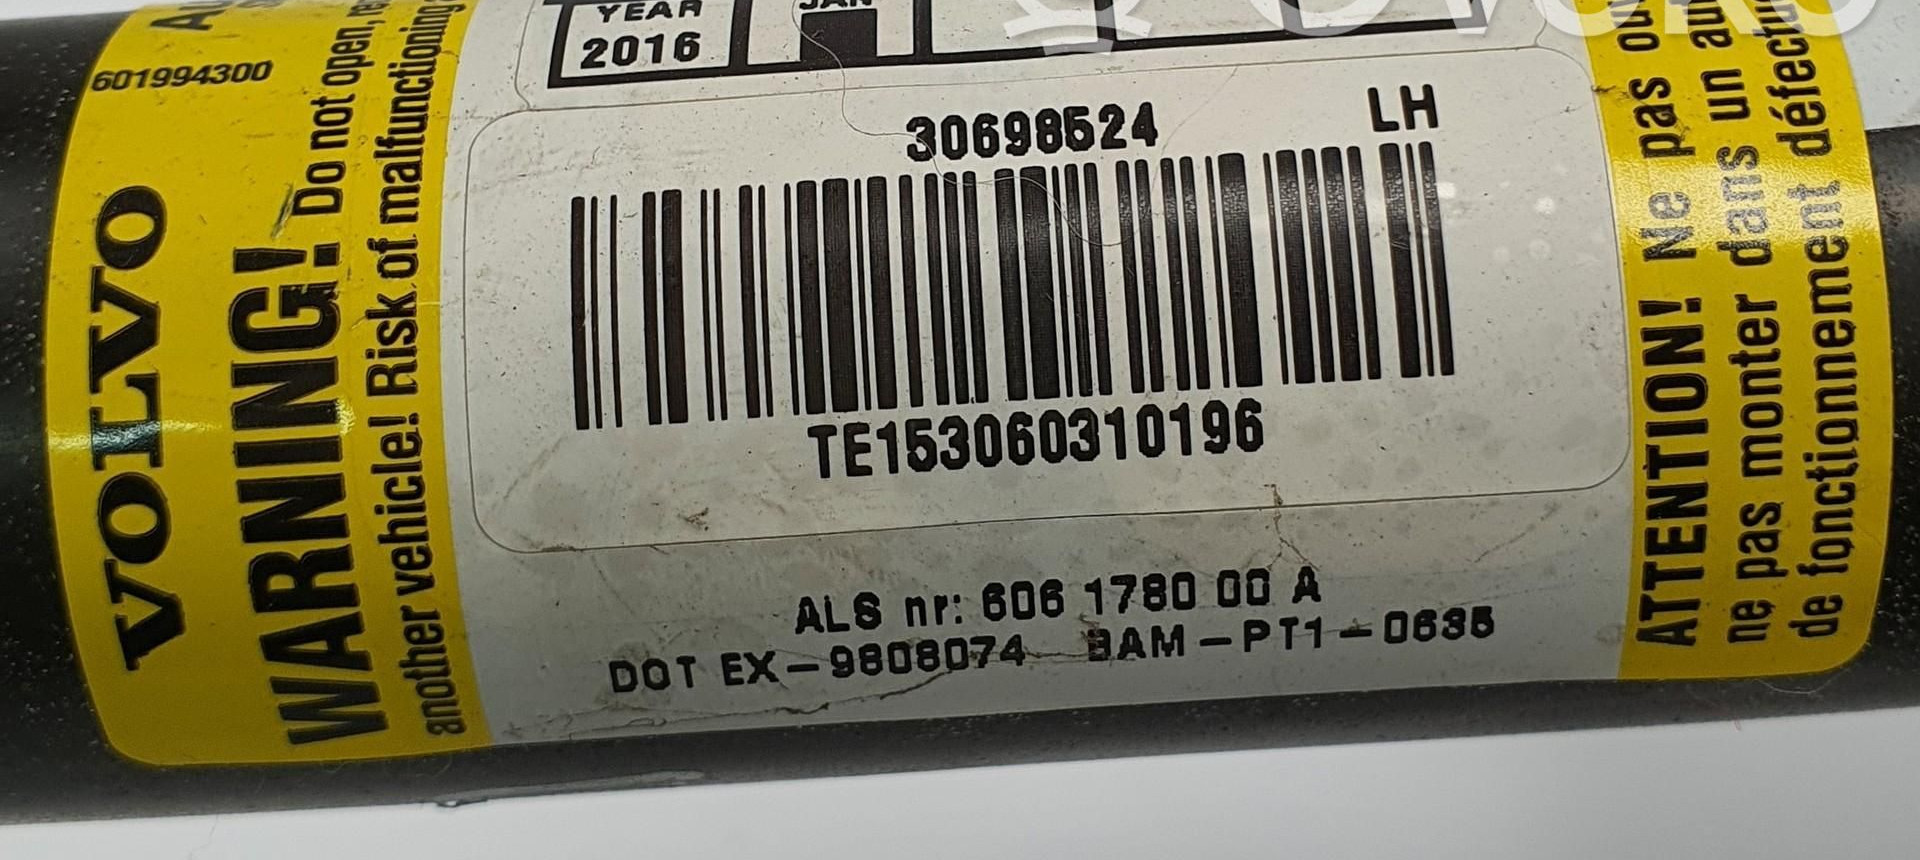 YEAR
2016
JAN
601994300
VOLVO
WARNING! Do not open, 
another vehicle! Risk of malfunctioning
30698524
LH
TE153060310196
ALS nr: 606 1780 00 A
DOT EX-9808074 BAM-PT1-0635
ATTENTION! Ne pas
ne pas monter dans un
de fonctionnement
OVOKO